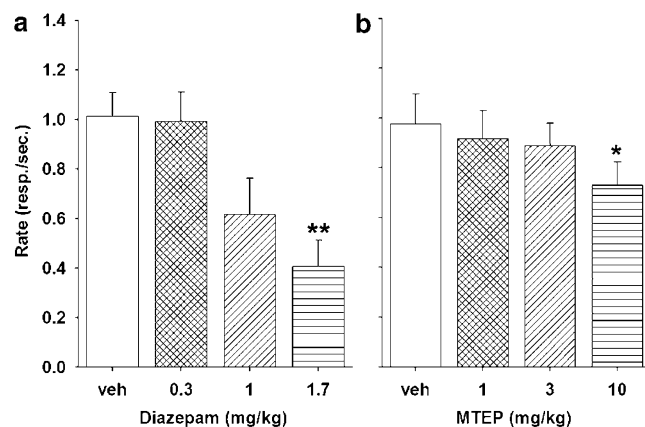 a
b
1.4
1.2
1.0
0.8
0.6
0.4
0.2
0.0
Rate (resp./sec.)
**
*
veh 0.3 1 1.7
veh 1 3 10
Diazepam (mg/kg)
MTEP (mg/kg)